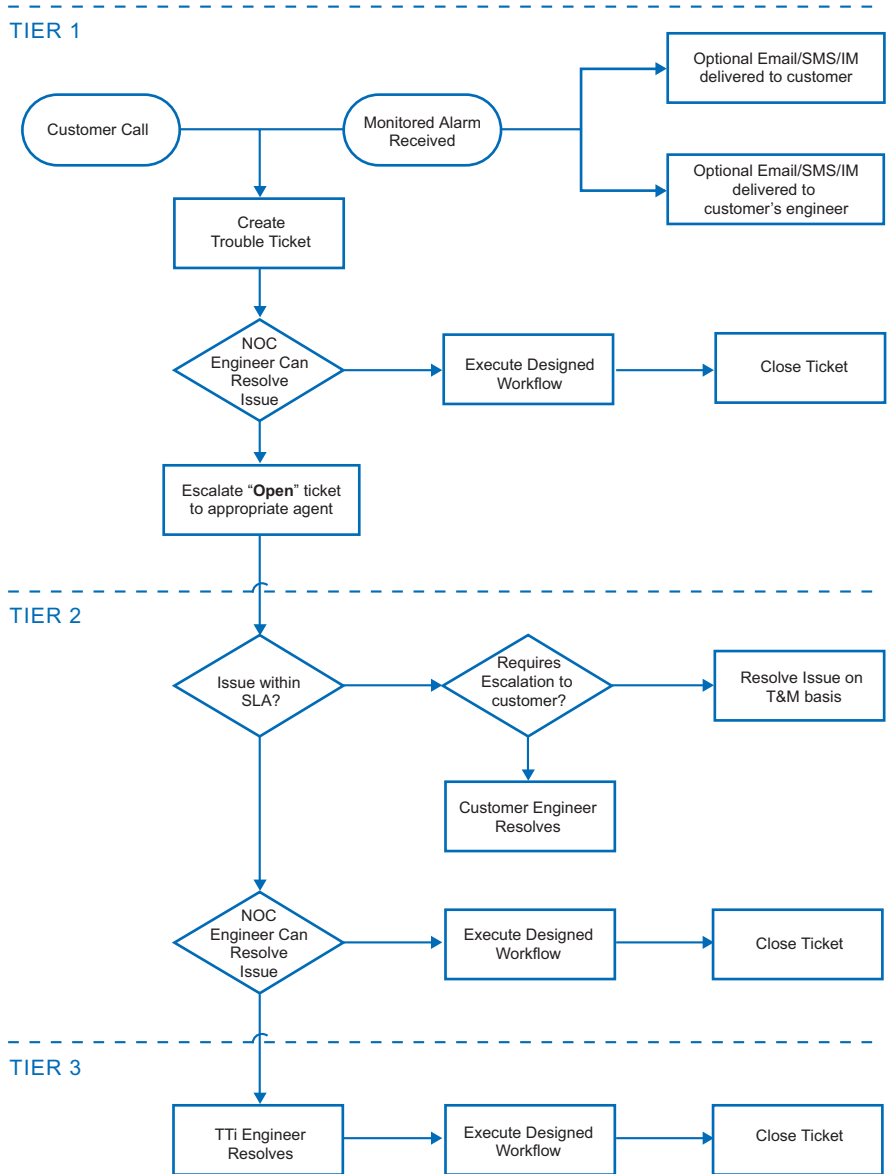 TIER 1
Optional Email/SMS/IM
delivered to customer
Customer Call
Monitored Alarm
Received
Optional Email/SMS/IM
delivered to
customer’s engineer
Create
Trouble Ticket
NOC
Engineer Can
Resolve
Issue
Execute Designed
Workflow
Close Ticket
Escalate “Open” ticket
to appropriate agent
TIER 2
Issue within
SLA?
Requires
Escalation to
customer?
Resolve Issue on
T&M basis
Customer Engineer
Resolves
NOC
Engineer Can
Resolve
Issue
Execute Designed
Workflow
Close Ticket
TIER 3
TTi Engineer
Resolves
Execute Designed
Workflow
Close Ticket